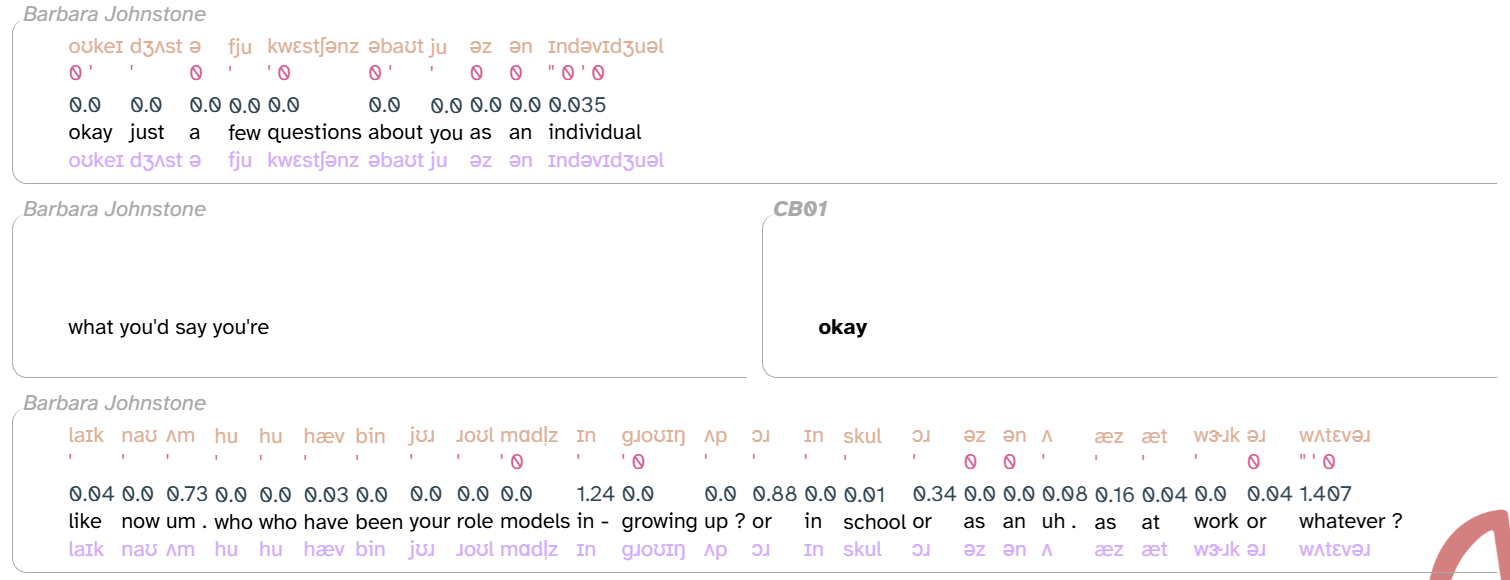 Barbara Johnstone
oʊkeɪ dʒʌst ə fju kwɛstʃənz əbaʊt ju əz ən ɪndəvɪdʒuəl
0 ' ' 0 ' ' 0 0 ' ' 0 0 " 0 ' 0
0.0 0.0 0.0 0.0 0.0 0.0 0.0 0.0 0.0 0.035
okay just a few questions about you as an individual
oʊkeɪ dʒʌst ə fju kwɛstʃənz əbaʊt ju əz ən ɪndəvɪdʒuəl
Barbara Johnstone
what you'd say you're
CB01
okay
Barbara Johnstone
laɪk naʊ ʌm hu hu hæv bin jʊɹ ɹoʊl mɑdl̩z ɪn gɹoʊɪŋ ʌp ɔɹ ɪn skul ɔɹ əz ən ʌ æz æt wɝɹk əɹ wʌtɛvəɹ
' ' ' ' ' ' ' ' ' ' 0 ' ' 0 ' ' ' ' ' 0 0 ' ' ' ' 0 " ' 0
0.04 0.0 0.73 0.0 0.0 0.03 0.0 0.0 0.0 0.0 1.24 0.0 0.0 0.88 0.0 0.01 0.34 0.0 0.0 0.08 0.16 0.04 0.0 0.04 1.407
like now um . who who have been your role models in - growing up ? or in school or as an uh . as at work or whatever ?
laɪk naʊ ʌm hu hu hæv bin jʊɹ ɹoʊl mɑdl̩z ɪn gɹoʊɪŋ ʌp ɔɹ ɪn skul ɔɹ əz ən ʌ æz æt wɝɹk əɹ wʌtɛvəɹ